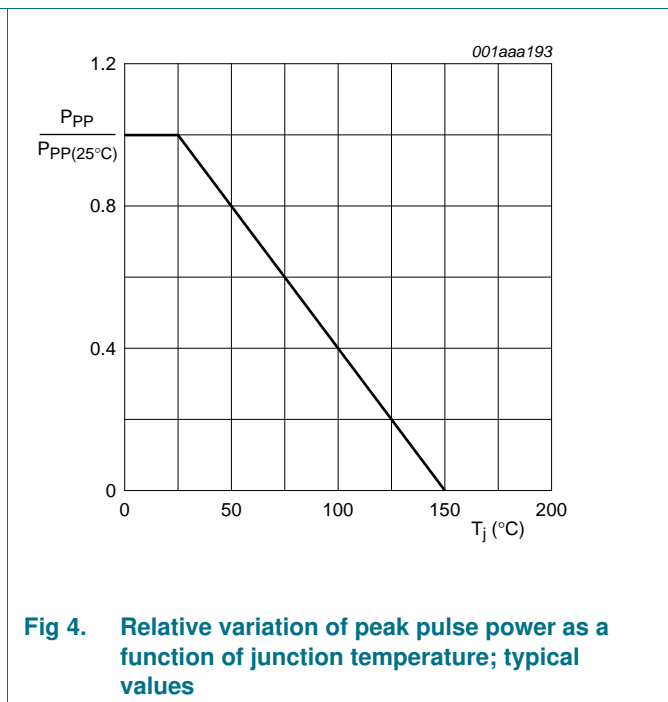 001aaa193
1.2
PPP
PPP(25°C)
0.8
0.4
0
0 50 100 150 200
Tj (°C)
Fig 4. Relative variation of peak pulse power as a
function of junction temperature; typical
values